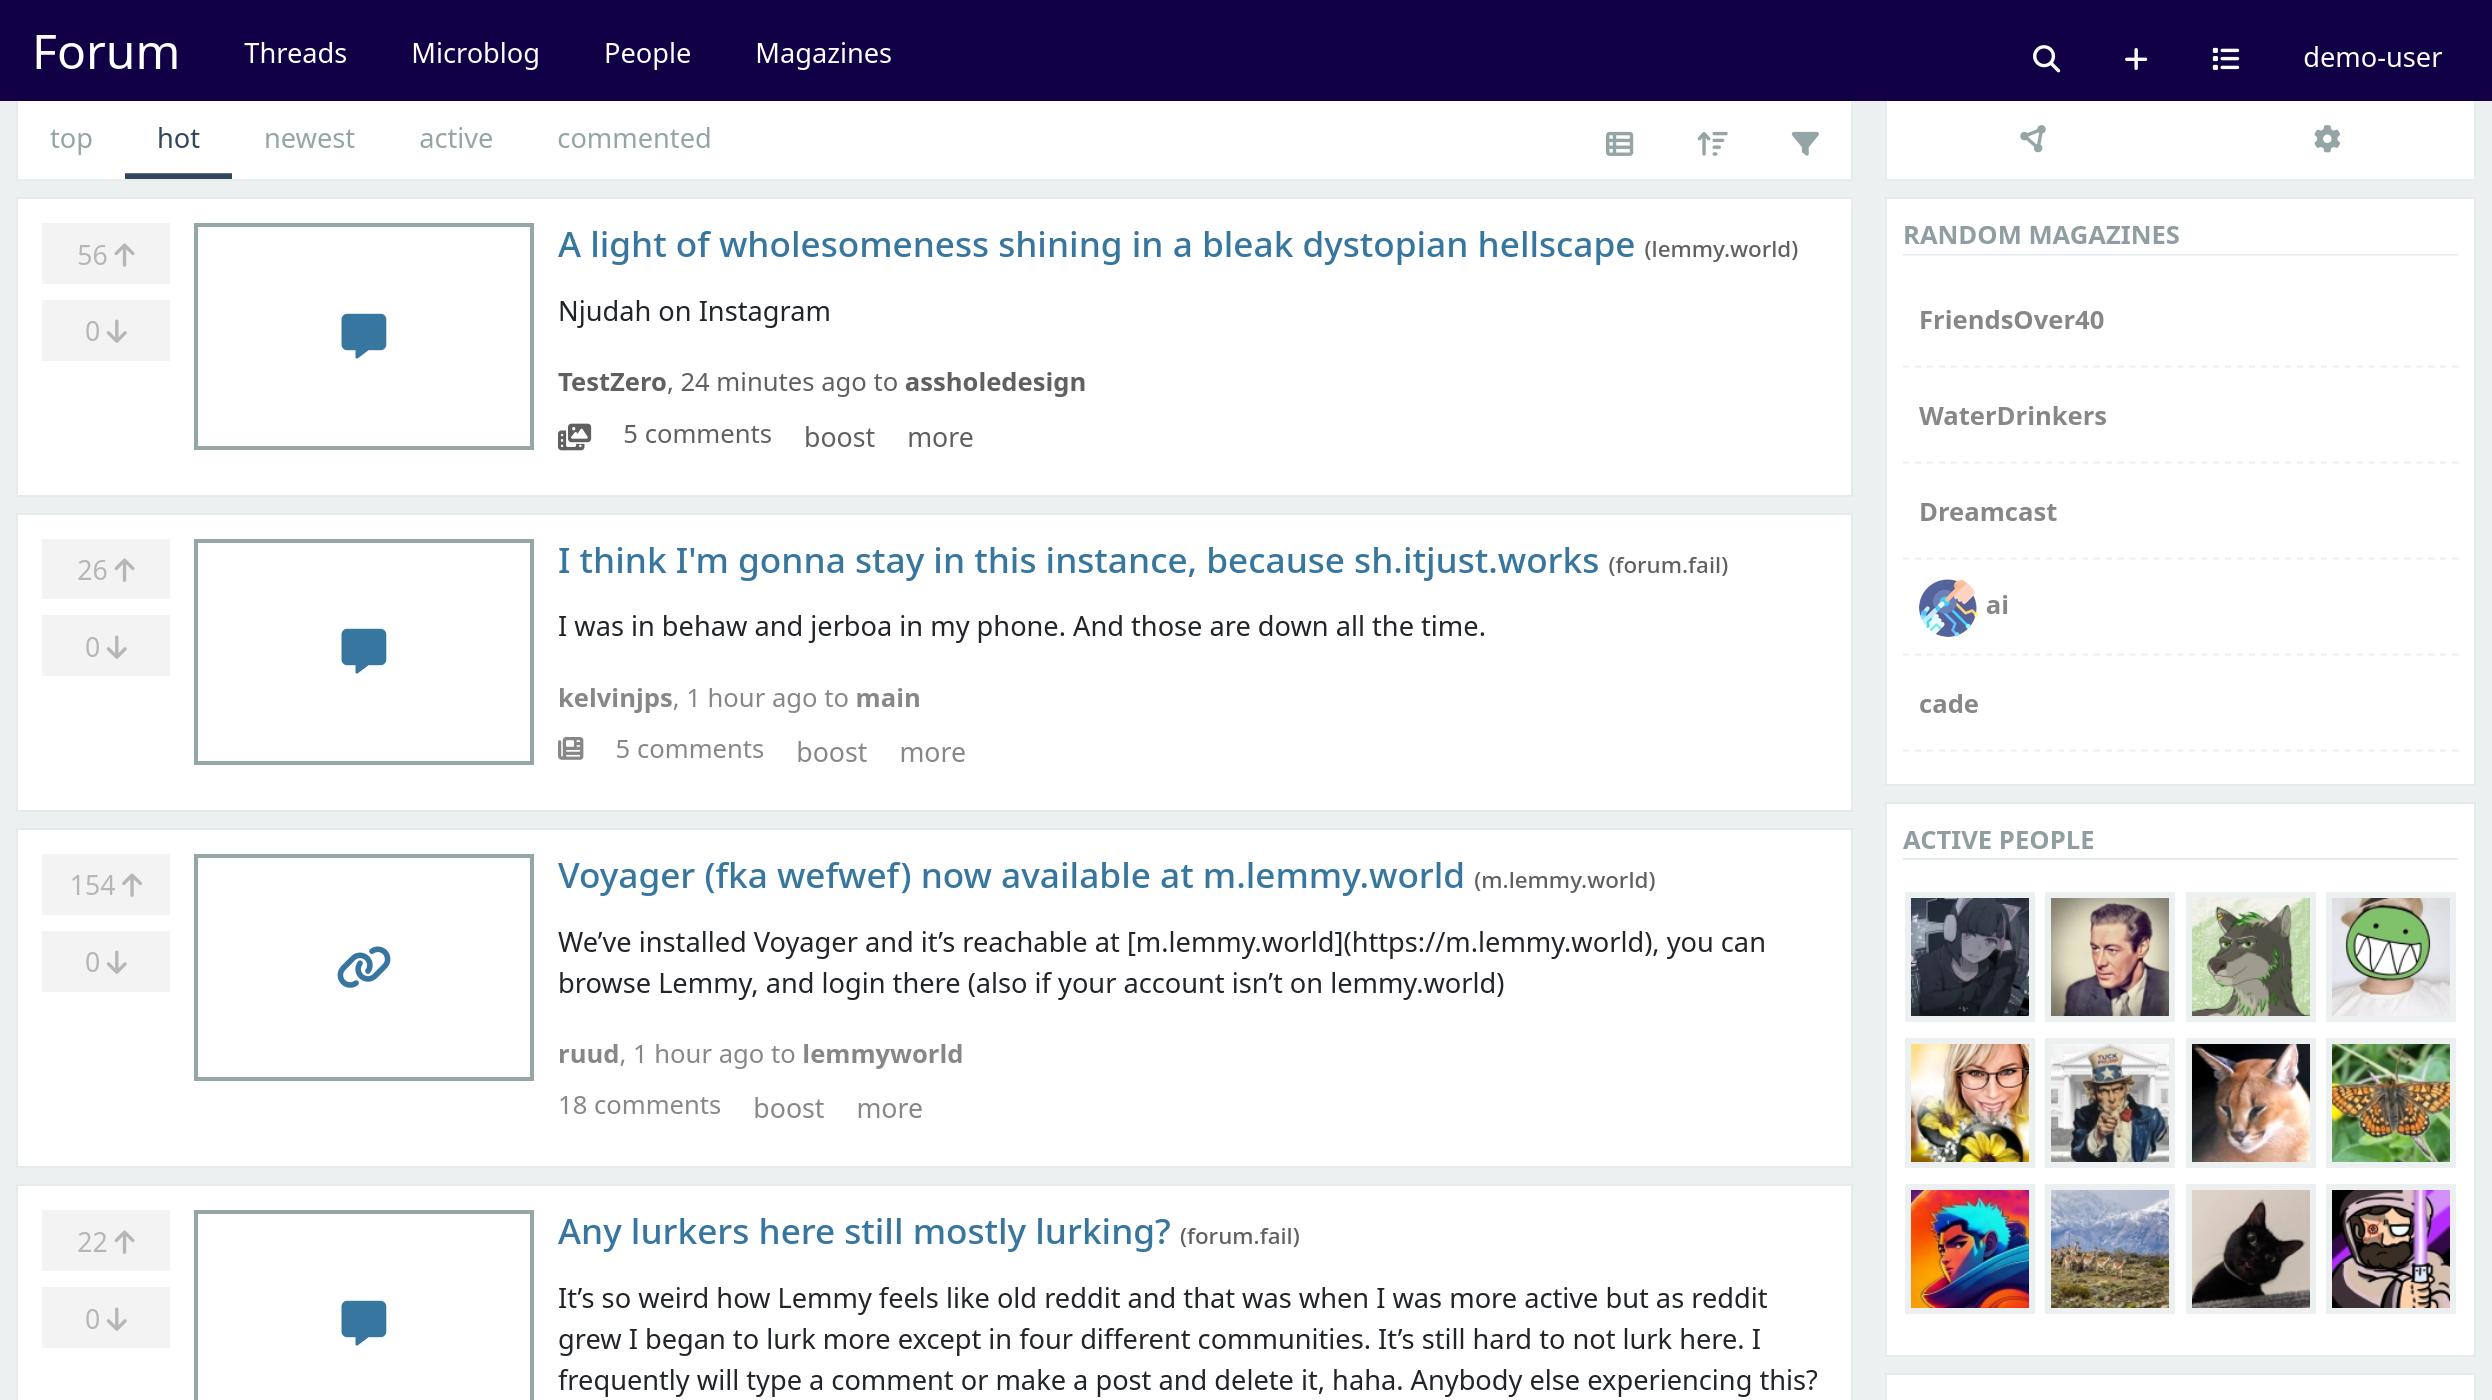 Forum Threads Microblog People Magazines demo-user
top hot newest active commented
56
0
A light of wholesomeness shining in a bleak dystopian hellscape (lemmy.world)
Njudah on Instagram
TestZero, 24 minutes ago to assholedesign
5 comments boost more
26
0
I think I'm gonna stay in this instance, because sh.itjust.works (forum.fail)
I was in behaw and jerboa in my phone. And those are down all the time.
kelvinjps, 1 hour ago to main
5 comments boost more
154
0
Voyager (fka wefwef) now available at m.lemmy.world (m.lemmy.world)
We’ve installed Voyager and it’s reachable at [m.lemmy.world](https://m.lemmy.world), you can
browse Lemmy, and login there (also if your account isn’t on lemmy.world)
ruud, 1 hour ago to lemmyworld
18 comments boost more
22
0
Any lurkers here still mostly lurking? (forum.fail)
It’s so weird how Lemmy feels like old reddit and that was when I was more active but as reddit
grew I began to lurk more except in four different communities. It’s still hard to not lurk here. I
frequently will type a comment or make a post and delete it, haha. Anybody else experiencing this?
RANDOM MAGAZINES
FriendsOver40
WaterDrinkers
Dreamcast
ai
cade
ACTIVE PEOPLE